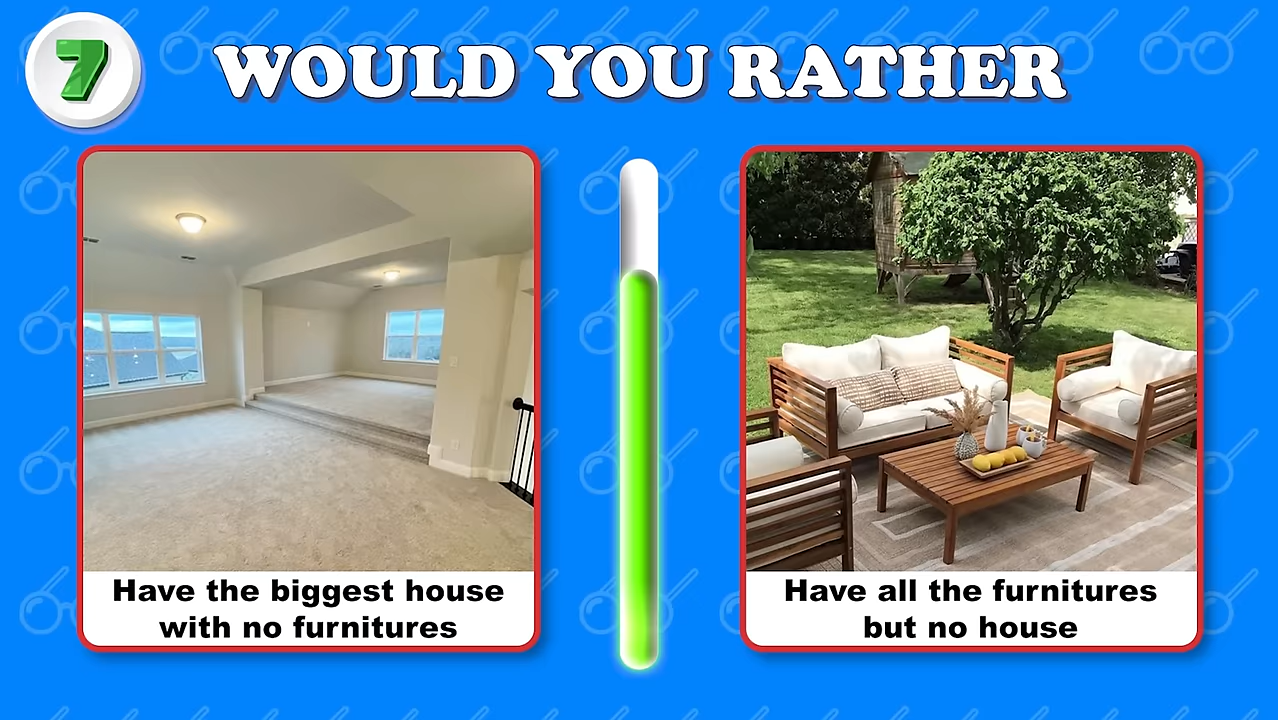 7
WOULD YOU RATHER
Have the biggest house
with no furnitures
Have all the furnitures
but no house